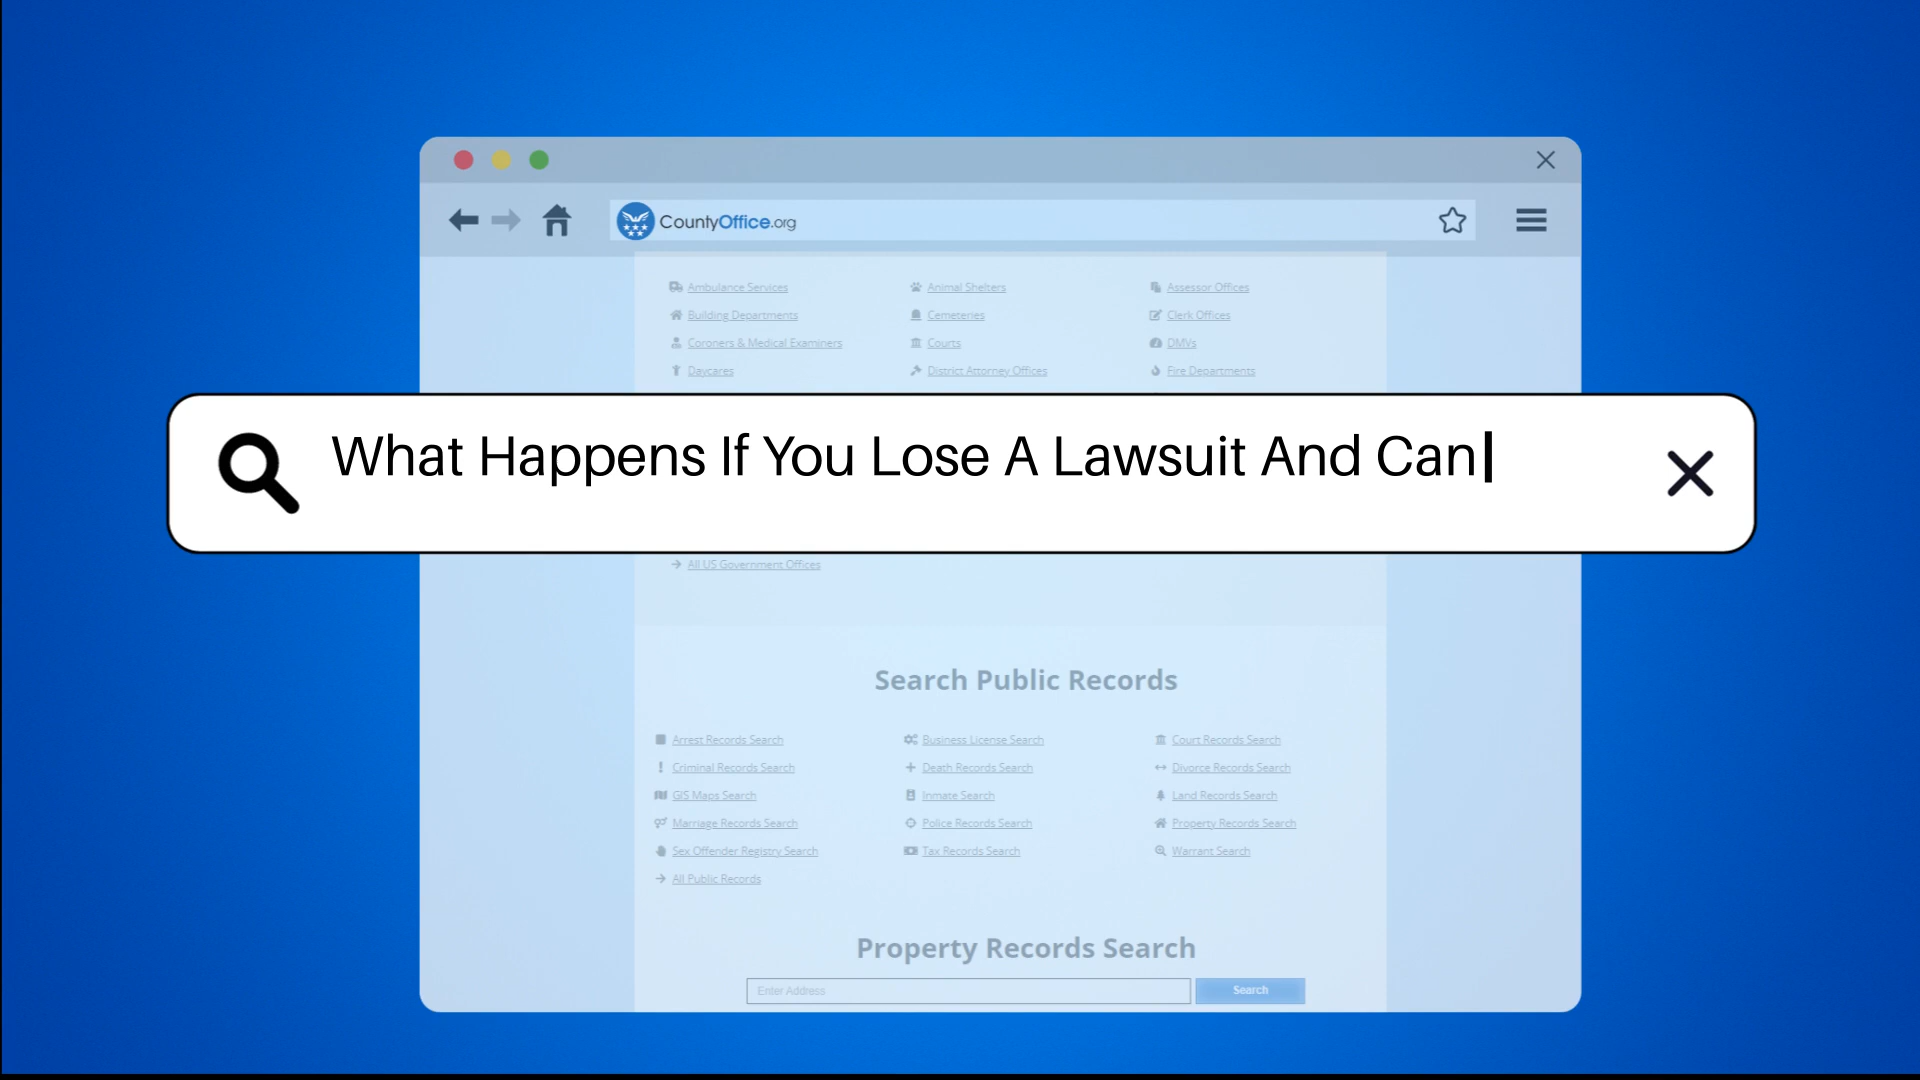 CountyOffice.org
Ambulance Services Animal Shelters Assessor Offices
Building Departments Cemeteries Clerk Offices
Coroners & Medical Examiners Courts DMVs
Daycares District Attorney Offices Fire Departments
What Happens If You Lose A Lawsuit And Can
All US Government Offices
Search Public Records
Arrest Records Search Business License Search Court Records Search
Criminal Records Search Death Records Search Divorce Records Search
GIS Maps Search Inmate Search Land Records Search
Marriage Records Search Police Records Search Property Records Search
Sex Offender Registry Search Tax Records Search Warrant Search
All Public Records
Property Records Search
Enter Address Search